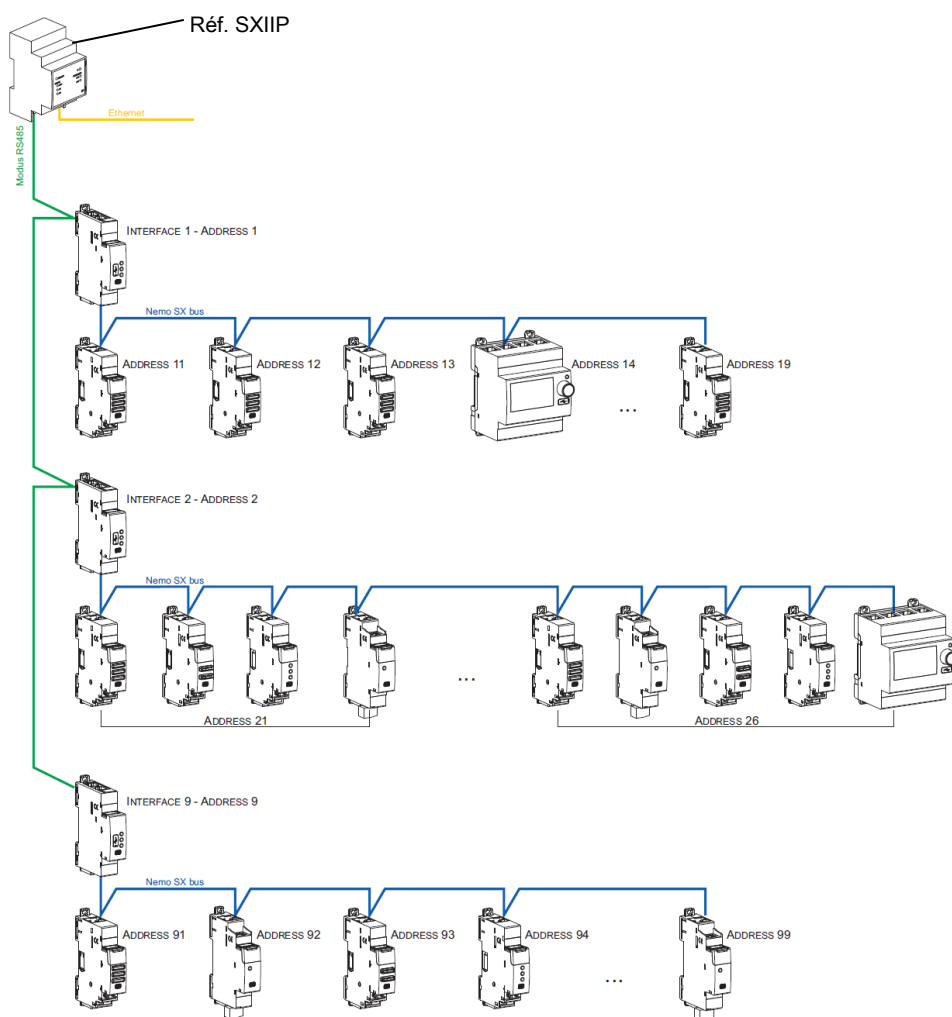 Réf. SXIIP
Ethernet
Modus RS485
INTERFACE 1 - ADDRESS 1
Nemo SX bus
ADDRESS 11
ADDRESS 12
ADDRESS 13
ADDRESS 14
...
ADDRESS 19
INTERFACE 2 - ADDRESS 2
Nemo SX bus
...
ADDRESS 21
ADDRESS 26
INTERFACE 9 - ADDRESS 9
Nemo SX bus
ADDRESS 91
ADDRESS 92
ADDRESS 93
ADDRESS 94
...
ADDRESS 99